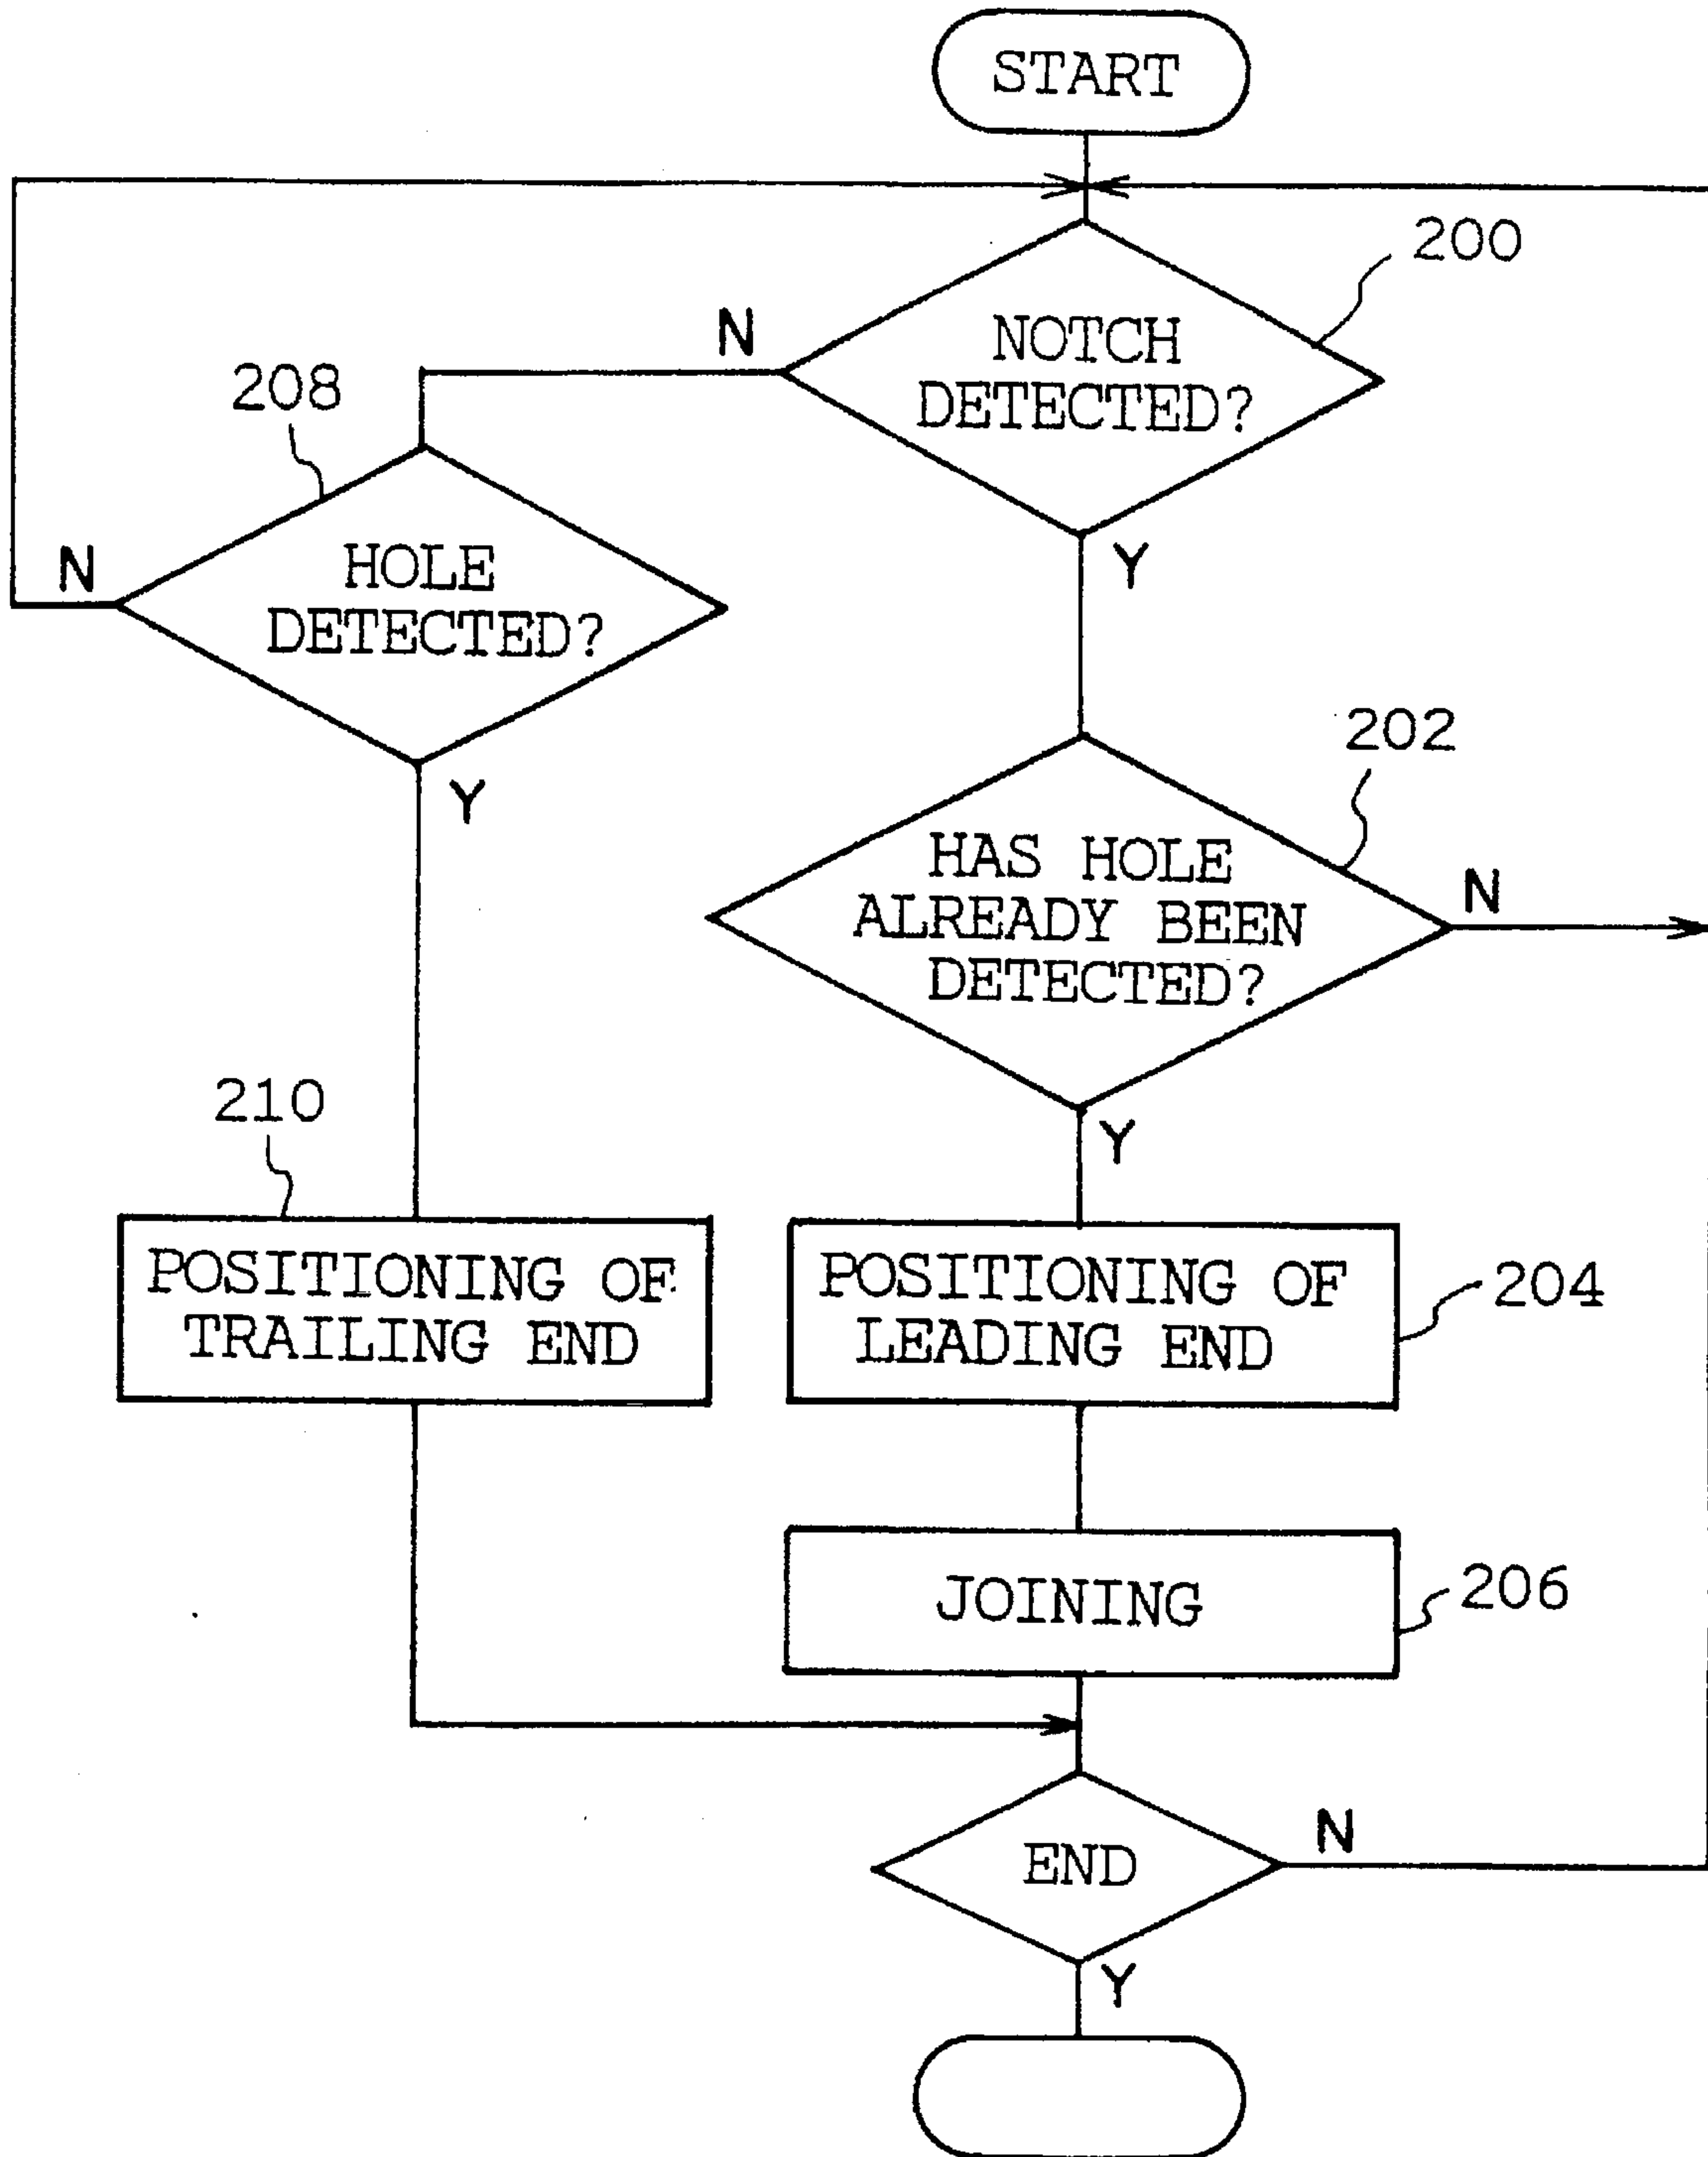 START
200
N
NOTCH
DETECTED?
208
Y
N
HOLE
DETECTED?
202
Y
HAS HOLE
ALREADY BEEN
DETECTED?
N
210
Y
POSITIONING OF
TRAILING END
POSITIONING OF
LEADING END
204
JOINING
206
END
N
Y